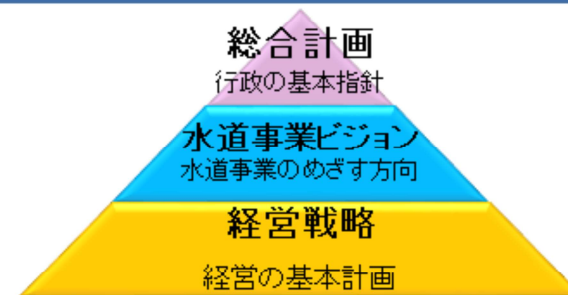 総合計画
行政の基本指針
水道事業ビジョン
水道事業のめざす方向
経営戦略
経営の基本計画